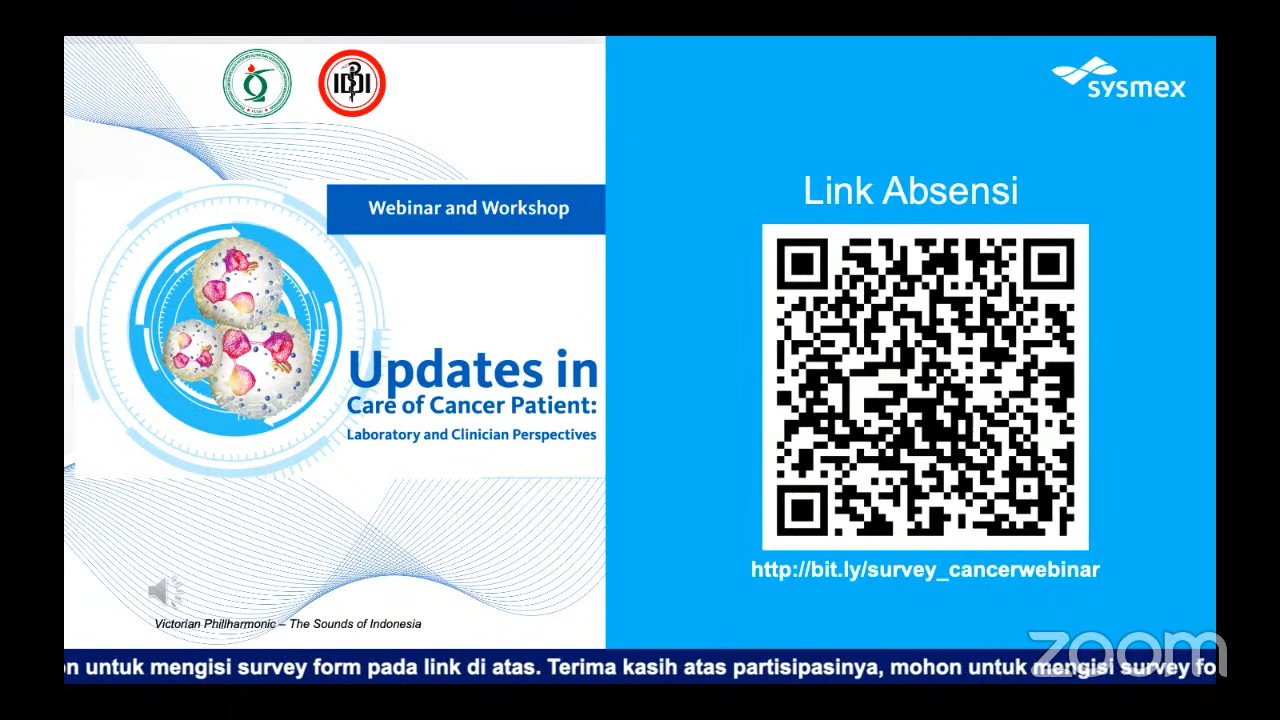 IDI
sysmex
Webinar and Workshop
Link Absensi
Updates in
Care of Cancer Patient:
Laboratory and Clinician Perspectives
http://bit.ly/survey_cancerwebinar
Victorian Phillharmonic – The Sounds of Indonesia
on untuk mengisi survey form pada link di atas. Terima kasih atas partisipasinya, mohon untuk mengisi survey fo
zoom